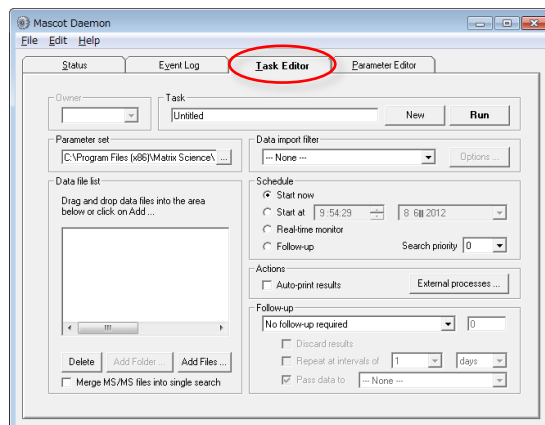 Mascot Daemon
File Edit Help
Status Event Log Task Editor Parameter Editor
Owner Task
Untitled New Run
Parameter set Data import filter
C:\Program Files (x86)\Matrix Science\ ... --- None --- Options ...
Data file list Schedule
Drag and drop data files into the area
below or click on Add ...
Start now
Start at 9:54:29 8 2012
Real-time monitor
Follow-up Search priority 0
Actions
Auto-print results External processes ...
Follow-up
No follow-up required 0
Discard results
Delete Add Folder ... Add Files ... Repeat at intervals of 1 days
Merge MS/MS files into single search Pass data to --- None ---